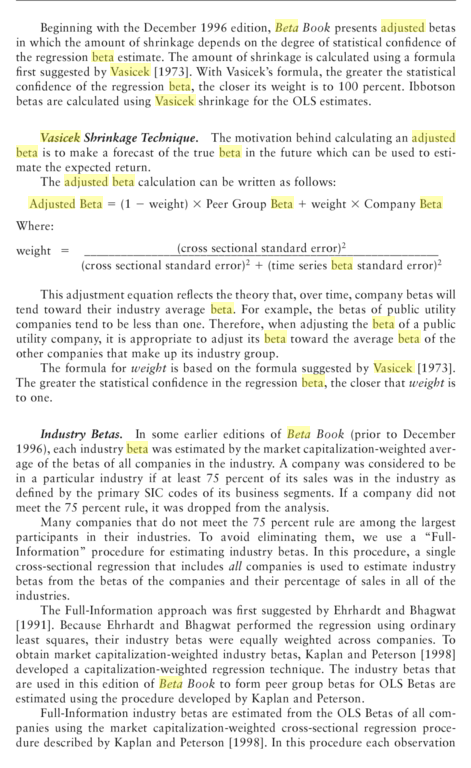 Beginning with the December 1996 edition, Beta Book presents adjusted betas
in which the amount of shrinkage depends on the degree of statistical confidence of
the regression beta estimate. The amount of shrinkage is calculated using a formula
first suggested by Vasicek [1973]. With Vasicek's formula, the greater the statistical
confidence of the regression beta, the closer its weight is to 100 percent. Ibbotson
betas are calculated using Vasicek shrinkage for the OLS estimates.
Vasicek Shrinkage Technique. The motivation behind calculating an adjusted
beta is to make a forecast of the true beta in the future which can be used to esti-
mate the expected return.
The adjusted beta calculation can be written as follows:
Adjusted Beta = (1 − weight) × Peer Group Beta + weight × Company Beta
Where:
weight = (cross sectional standard error)²
(cross sectional standard error)² + (time series beta standard error)²
This adjustment equation reflects the theory that, over time, company betas will
tend toward their industry average beta. For example, the betas of public utility
companies tend to be less than one. Therefore, when adjusting the beta of a public
utility company, it is appropriate to adjust its beta toward the average beta of the
other companies that make up its industry group.
The formula for weight is based on the formula suggested by Vasicek [1973].
The greater the statistical confidence in the regression beta, the closer that weight is
to one.
Industry Betas. In some earlier editions of Beta Book (prior to December
1996), each industry beta was estimated by the market capitalization-weighted aver-
age of the betas of all companies in the industry. A company was considered to be
in a particular industry if at least 75 percent of its sales was in the industry as
defined by the primary SIC codes of its business segments. If a company did not
meet the 75 percent rule, it was dropped from the analysis.
Many companies that do not meet the 75 percent rule are among the largest
participants in their industries. To avoid eliminating them, we use a "Full-
Information" procedure for estimating industry betas. In this procedure, a single
cross-sectional regression that includes all companies is used to estimate industry
betas from the betas of the companies and their percentage of sales in all of the
industries.
The Full-Information approach was first suggested by Ehrhardt and Bhagwat
[1991]. Because Ehrhardt and Bhagwat performed the regression using ordinary
least squares, their industry betas were equally weighted across companies. To
obtain market capitalization-weighted industry betas, Kaplan and Peterson [1998]
developed a capitalization-weighted regression technique. The industry betas that
are used in this edition of Beta Book to form peer group betas for OLS Betas are
estimated using the procedure developed by Kaplan and Peterson.
Full-Information industry betas are estimated from the OLS Betas of all com-
panies using the market capitalization-weighted cross-sectional regression proce-
dure described by Kaplan and Peterson [1998]. In this procedure each observation